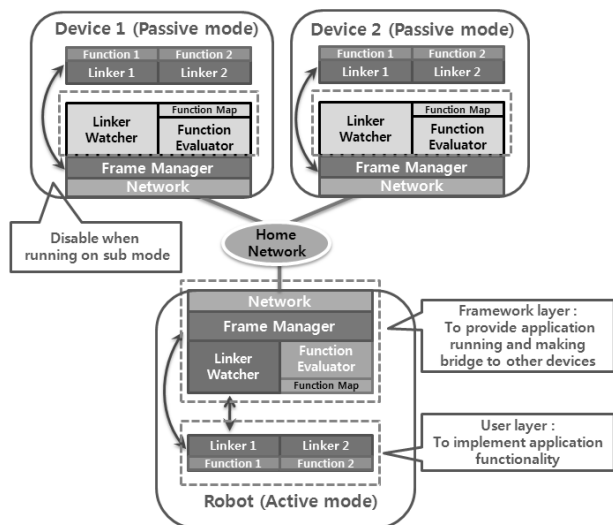 Device 1 (Passive mode)
Function 1 Function 2
Linker 1 Linker 2
Linker
Watcher
Function Map
Function
Evaluator
Frame Manager
Network
Device 2 (Passive mode)
Function 1 Function 2
Linker 1 Linker 2
Linker
Watcher
Function Map
Function
Evaluator
Frame Manager
Network
Disable when
running on sub mode
Home
Network
Network
Frame Manager
Linker
Watcher
Function
Evaluator
Function Map
Framework layer :
To provide application
running and making
bridge to other devices
Linker 1 Linker 2
Function 1 Function 2
User layer :
To implement application
functionality
Robot (Active mode)